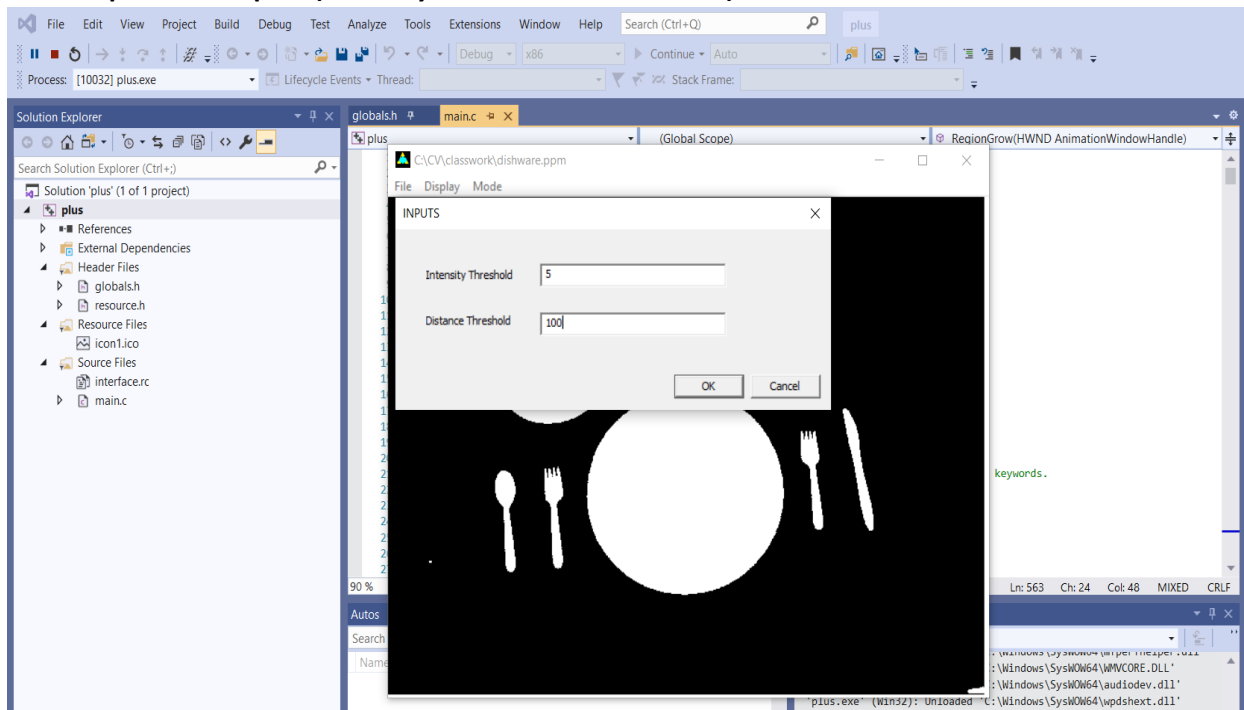 File Edit View Project Build Debug Test Analyze Tools Extensions Window Help Search (Ctrl+Q) plus
Debug x86 Continue Auto
Process: [10032] plus.exe Lifecycle Events Thread: Stack Frame:
Solution Explorer
Search Solution Explorer (Ctrl+;)
Solution 'plus' (1 of 1 project)
plus
References
External Dependencies
Header Files
globals.h
resource.h
Resource Files
icon1.ico
Source Files
interface.rc
main.c
globals.h main.c
plus (Global Scope) RegionGrow(HWND AnimationWindowHandle)
C:\CV\classwork\dishware.ppm
File Display Mode
INPUTS
Intensity Threshold 5
Distance Threshold 100
OK Cancel
keywords.
90 % Ln: 563 Ch: 24 Col: 48 MIXED CRLF
Autos
Search
Name
:\Windows\SysWOW64\WMVCORE.DLL'
:\Windows\SysWOW64\audiodev.dll'
'plus.exe' (Win32): Unloaded 'C:\Windows\SysWOW64\wpdshext.dll'